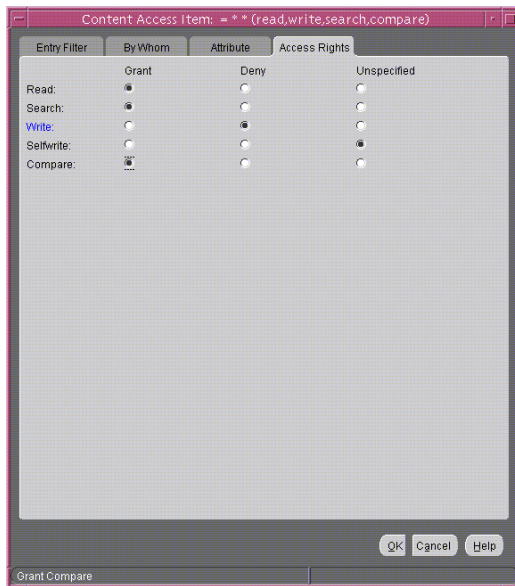 Content Access Item: = * * (read,write,search,compare)
Entry Filter By Whom Attribute Access Rights
Grant Deny Unspecified
Read:
Search:
Write:
Selfwrite:
Compare:
OK Cancel Help
Grant Compare